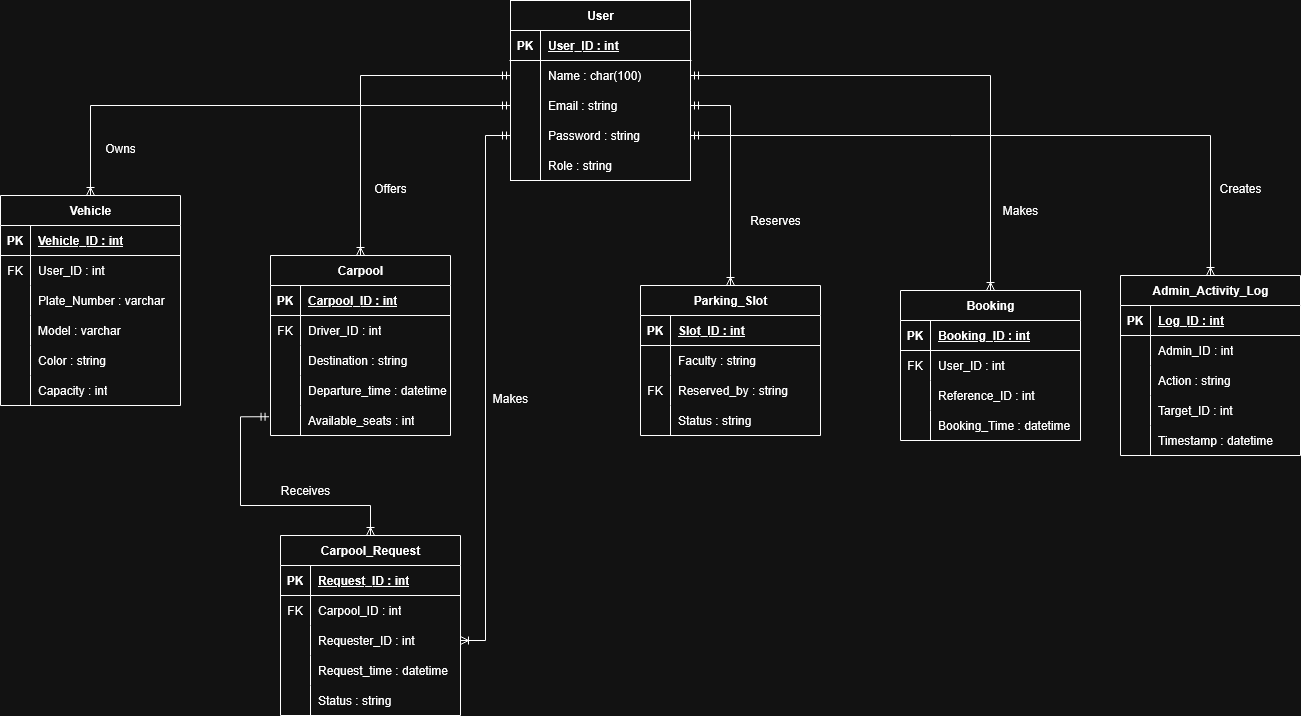 User
PK User_ID : int
Name : char(100)
Email : string
Password : string
Role : string
Owns
Offers
Makes
Reserves
Makes
Creates
Vehicle
PK Vehicle_ID : int
FK User_ID : int
Plate_Number : varchar
Model : varchar
Color : string
Capacity : int
Carpool
PK Carpool_ID : int
FK Driver_ID : int
Destination : string
Departure_time : datetime
Available_seats : int
Parking_Slot
PK Slot_ID : int
Faculty : string
FK Reserved_by : string
Status : string
Booking
PK Booking_ID : int
FK User_ID : int
Reference_ID : int
Booking_Time : datetime
Admin_Activity_Log
PK Log_ID : int
Admin_ID : int
Action : string
Target_ID : int
Timestamp : datetime
Receives
Carpool_Request
PK Request_ID : int
FK Carpool_ID : int
Requester_ID : int
Request_time : datetime
Status : string